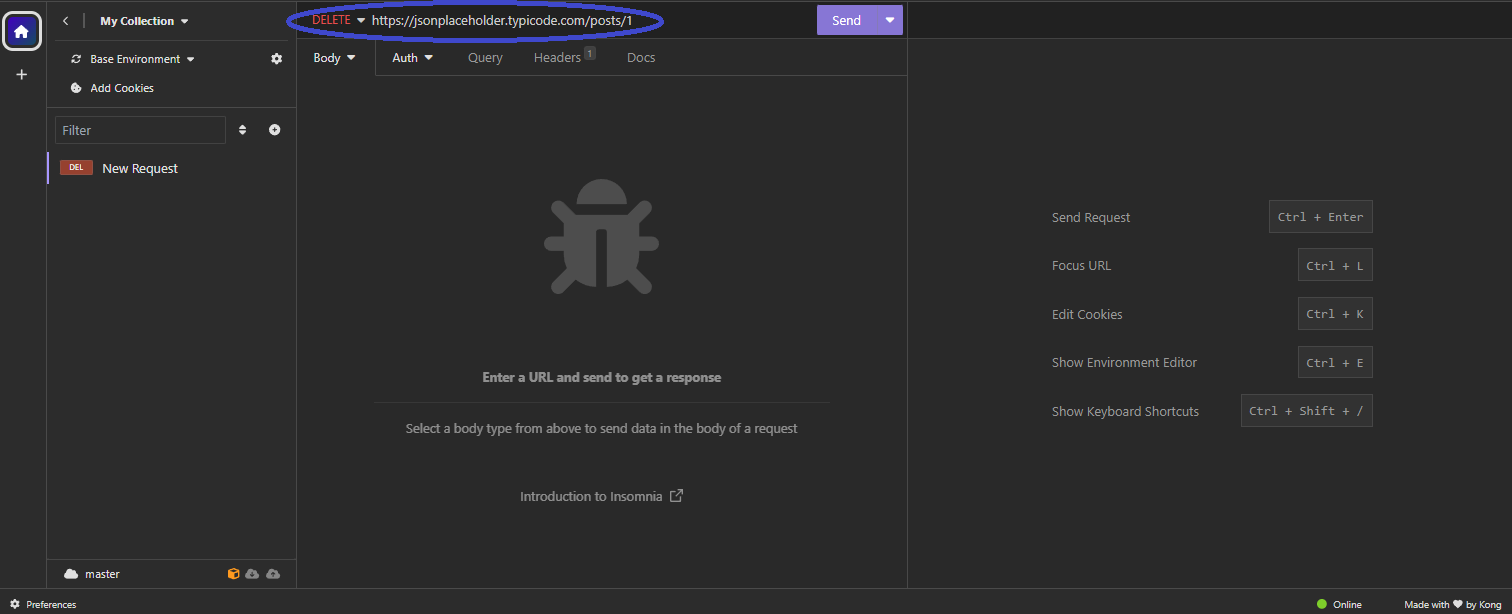 My Collection
DELETE https://jsonplaceholder.typicode.com/posts/1
Send
Base Environment
Add Cookies
Body
Auth
Query
Headers 1
Docs
Filter
DEL New Request
Enter a URL and send to get a response
Select a body type from above to send data in the body of a request
Introduction to Insomnia
Send Request Ctrl + Enter
Focus URL Ctrl + L
Edit Cookies Ctrl + K
Show Environment Editor Ctrl + E
Show Keyboard Shortcuts Ctrl + Shift + /
master
Preferences
Online
Made with ❤ by Kong